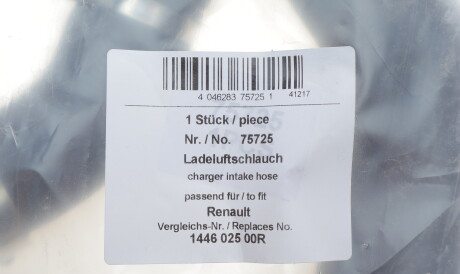 4 046283 75725 1 41217
1 Stück / piece
Nr. / No. 75725
Ladeluftschlauch
charger intake hose
passend für / to fit
Renault
Vergleichs-Nr. / Replaces No.
1446 025 00R